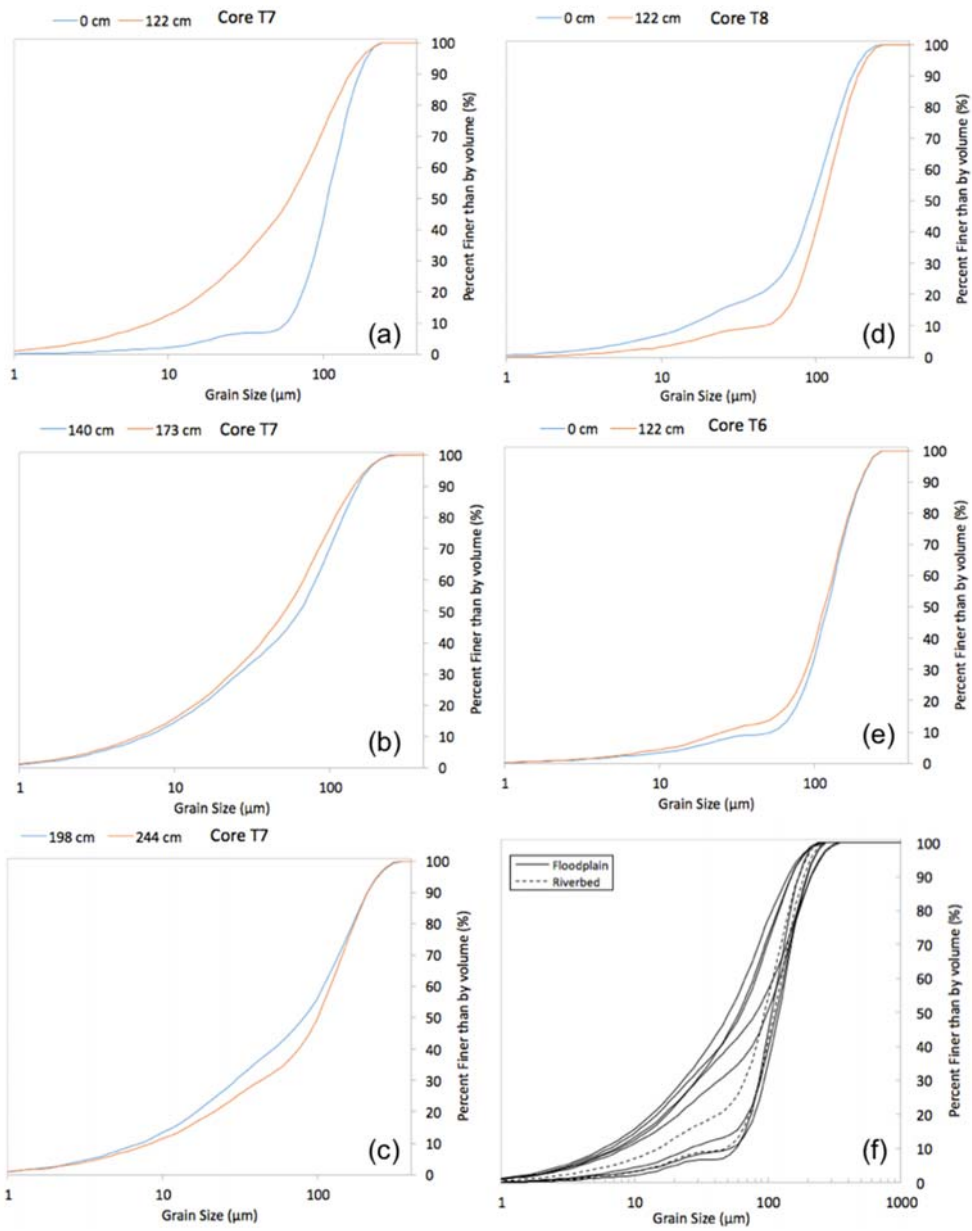 0 cm 122 cm Core T7
100
90
80
70
60
50
40
30
20
10
0
Percent Finer than by volume (%)
(a)
1 10 100
Grain Size (µm)
0 cm 122 cm Core T8
100
90
80
70
60
50
40
30
20
10
0
Percent Finer than by volume (%)
(d)
1 10 100
Grain Size (µm)
140 cm 173 cm Core T7
100
90
80
70
60
50
40
30
20
10
0
Percent Finer than by volume (%)
(b)
1 10 100
Grain Size (µm)
0 cm 122 cm Core T6
100
90
80
70
60
50
40
30
20
10
0
Percent Finer than by volume (%)
(e)
1 10 100
Grain Size (µm)
198 cm 244 cm Core T7
100
90
80
70
60
50
40
30
20
10
0
Percent Finer than by volume (%)
(c)
1 10 100
Grain Size (µm)
Floodplain
Riverbed
100
90
80
70
60
50
40
30
20
10
0
Percent Finer than by volume (%)
(f)
1 10 100 1000
Grain Size (µm)